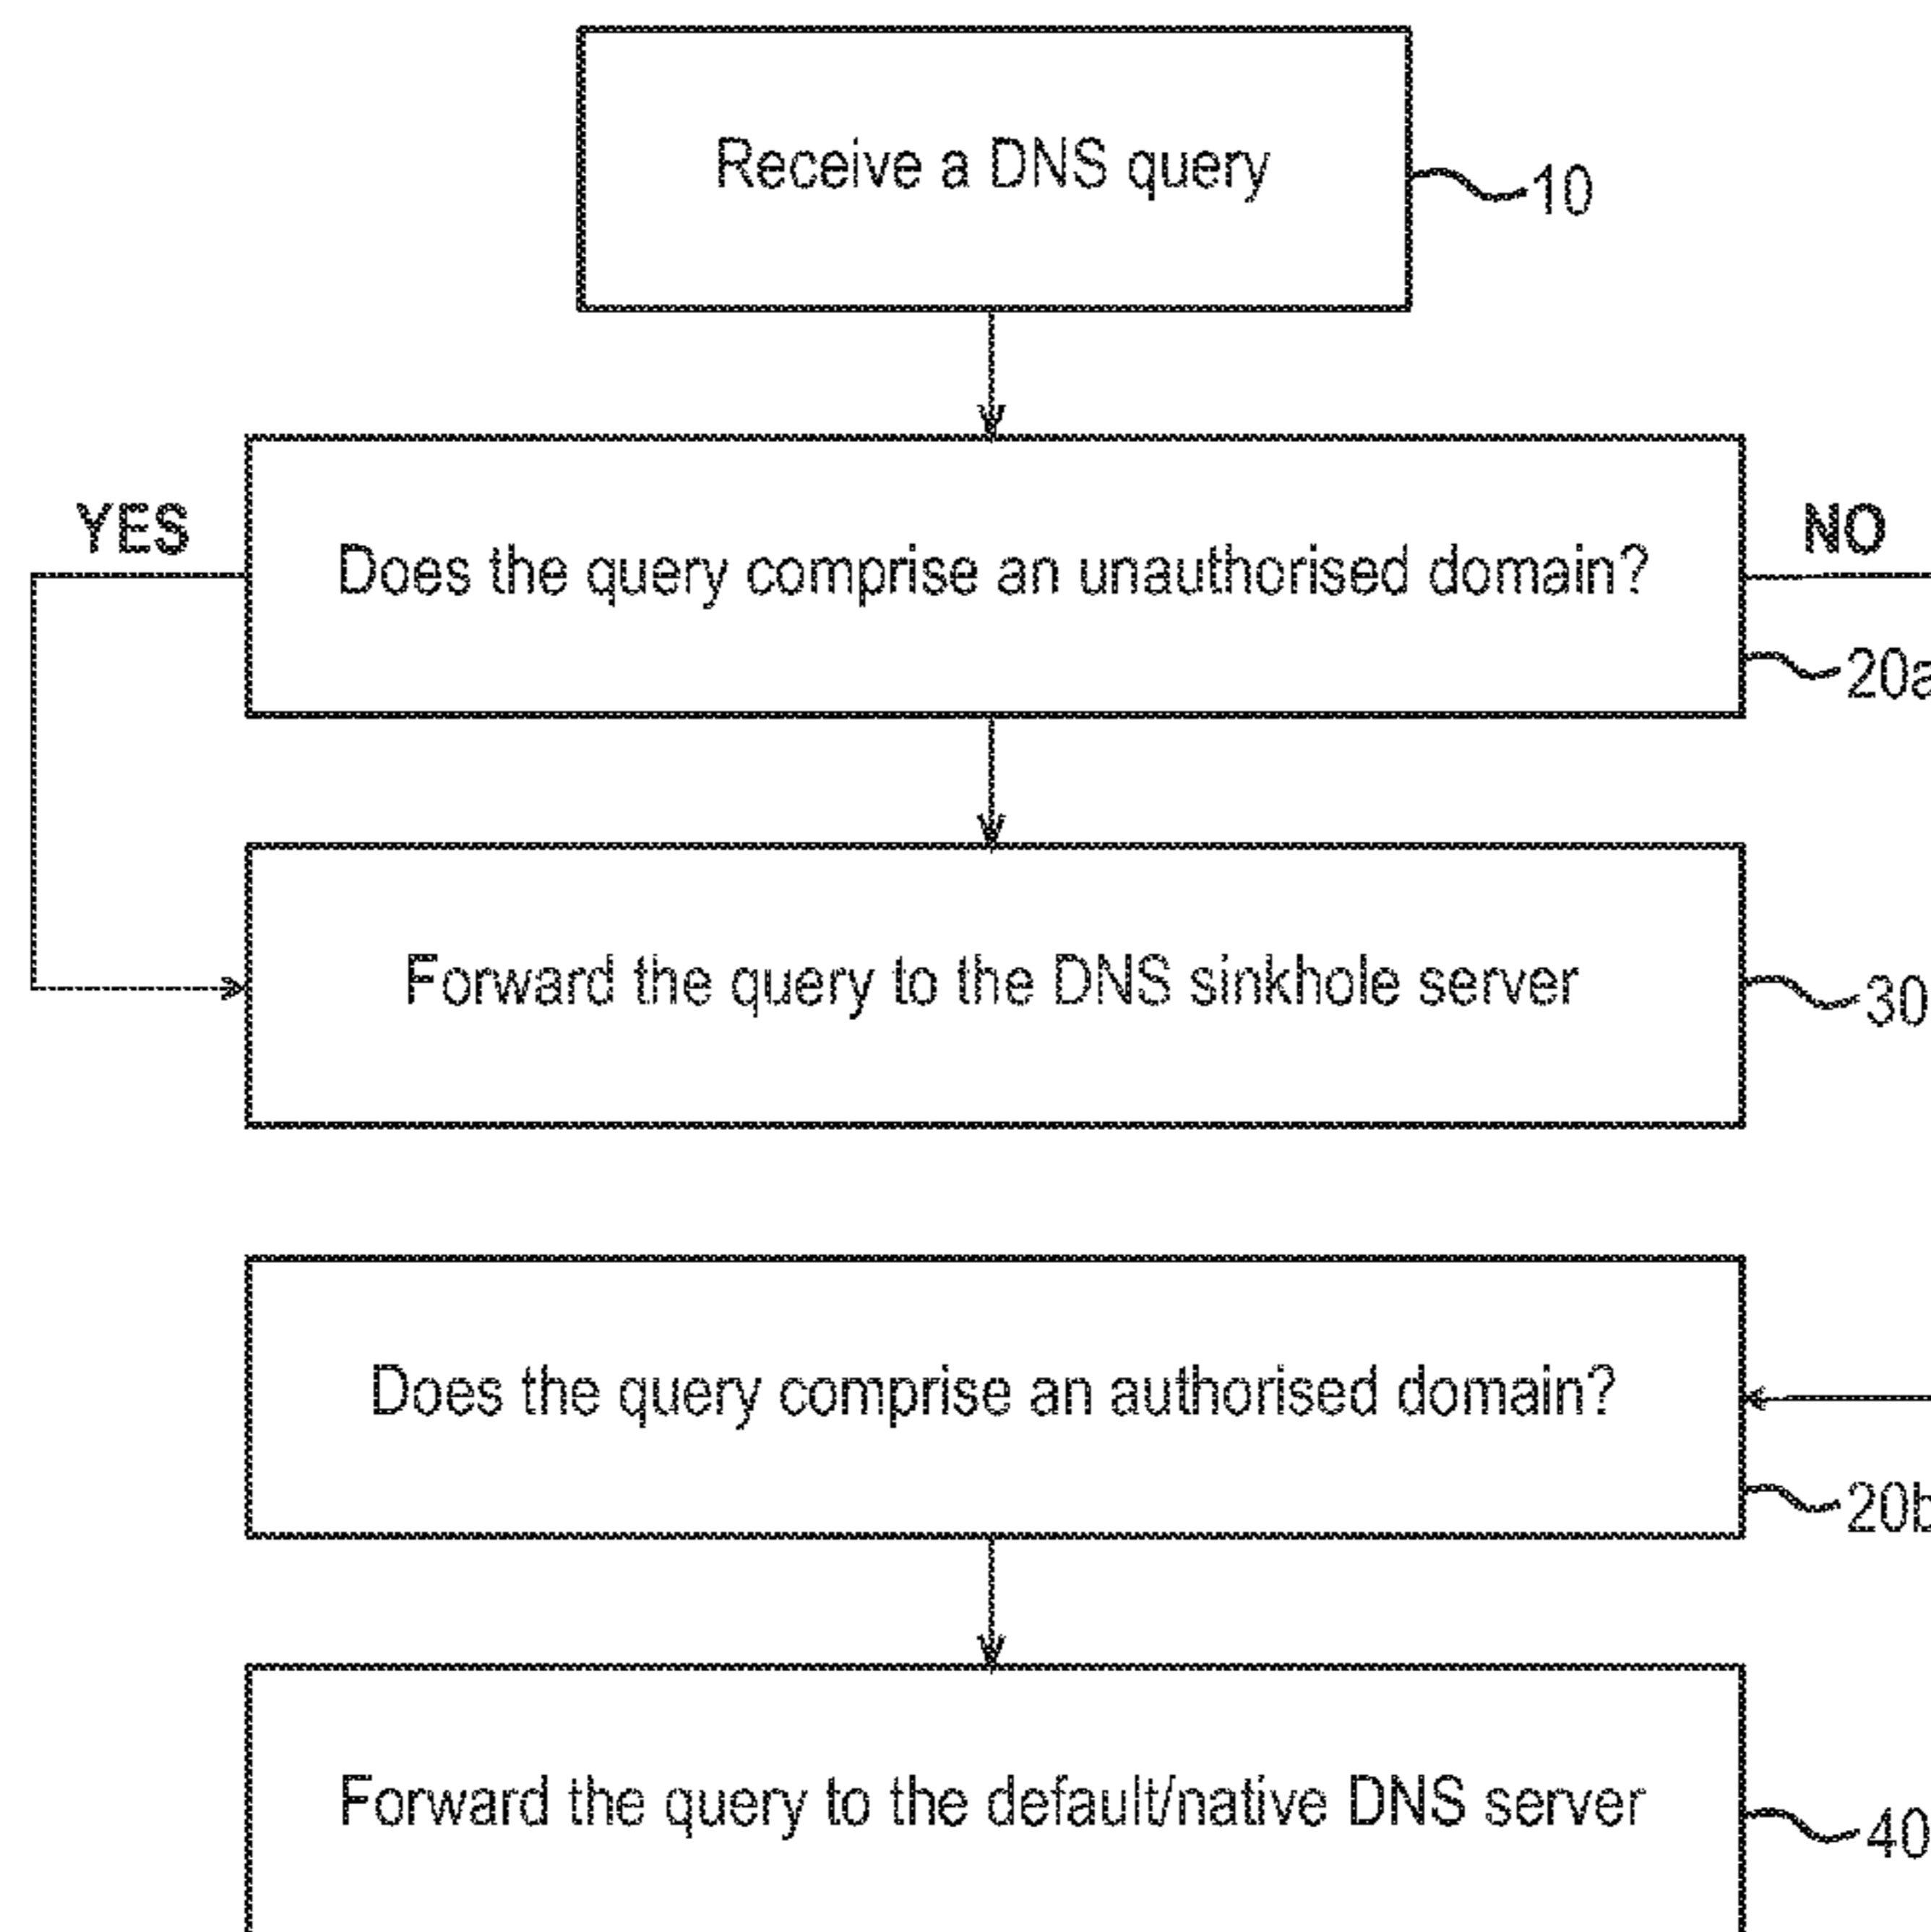 Receive a DNS query
10
YES
NO
Does the query comprise an unauthorised domain?
20a
Forward the query to the DNS sinkhole server
30
Does the query comprise an authorised domain?
20b
Forward the query to the default/native DNS server
40